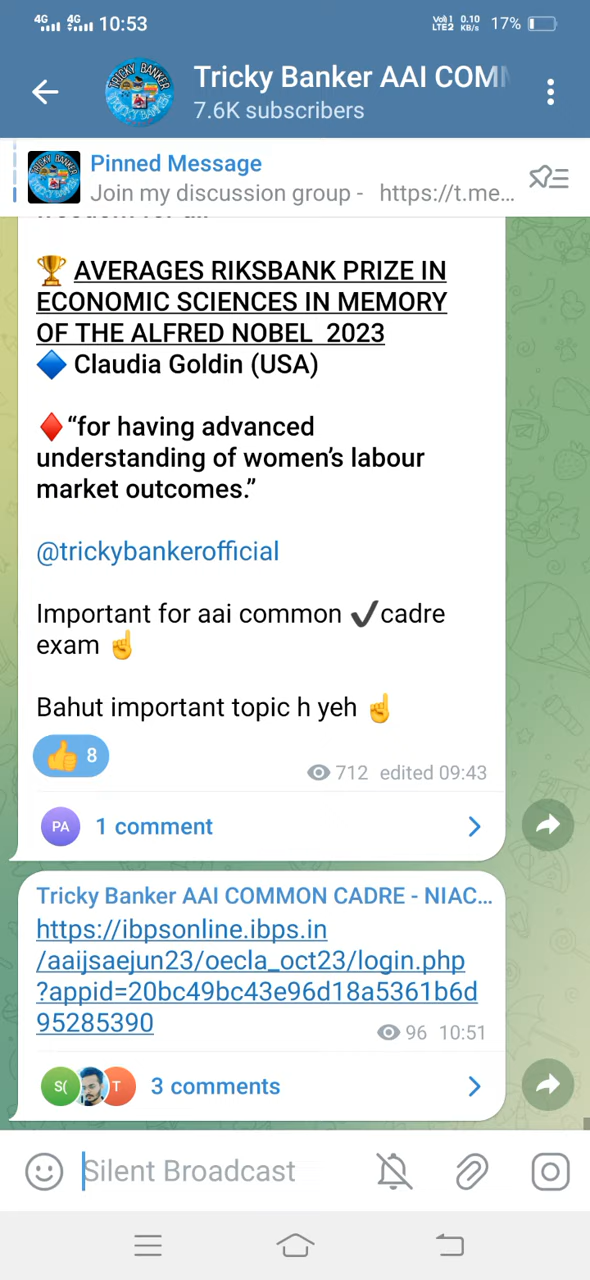 4G 4G 10:53 Vo)) 1 LTE2 0.10 KB/s 17%
Tricky Banker AAI COMM
7.6K subscribers
Pinned Message
Join my discussion group - https://t.me...
🏆 AVERAGES RIKSBANK PRIZE IN
ECONOMIC SCIENCES IN MEMORY
OF THE ALFRED NOBEL 2023
🔷 Claudia Goldin (USA)
♦️“for having advanced
understanding of women’s labour
market outcomes.”
@trickybankerofficial
Important for aai common ✔️cadre
exam ☝️
Bahut important topic h yeh ☝️
👍 8
712 edited 09:43
PA 1 comment
Tricky Banker AAI COMMON CADRE - NIAC...
https://ibpsonline.ibps.in
/aaijsaejun23/oecla_oct23/login.php
?appid=20bc49bc43e96d18a5361b6d
95285390
96 10:51
S( T 3 comments
Silent Broadcast